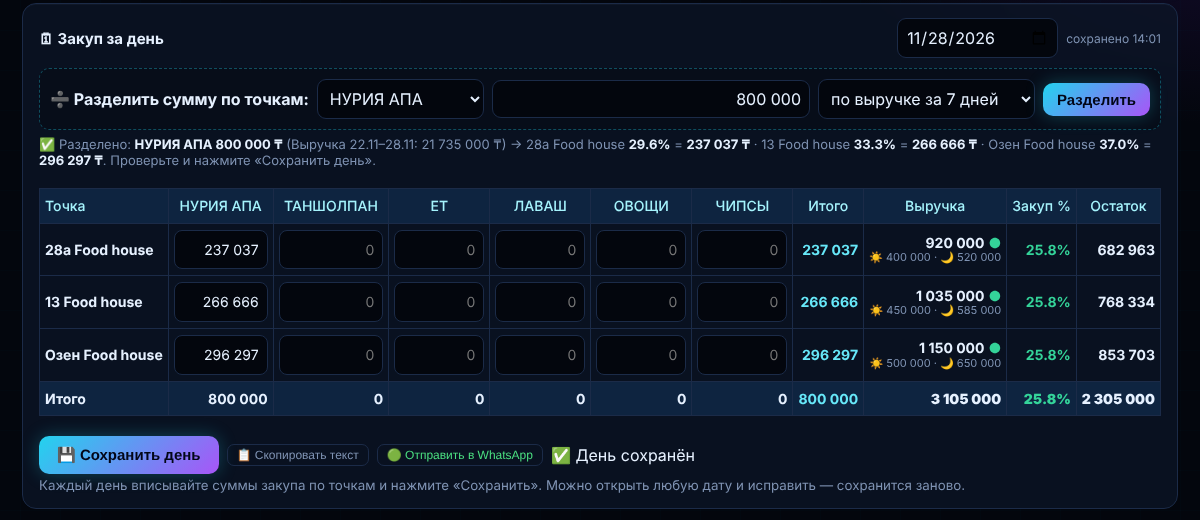 🗓 Закуп за день 11/28/2026 сохранено 14:01
➗ Разделить сумму по точкам: НУРИЯ АПА 800 000 по выручке за 7 дней Разделить
✅ Разделено: НУРИЯ АПА 800 000 ₸ (Выручка 22.11–28.11: 21 735 000 ₸) → 28а Food house 29.6% = 237 037 ₸ · 13 Food house 33.3% = 266 666 ₸ · Озен Food house 37.0% =
296 297 ₸. Проверьте и нажмите «Сохранить день».
Точка НУРИЯ АПА ТАНШОЛПАН ЕТ ЛАВАШ ОВОЩИ ЧИПСЫ Итого Выручка Закуп % Остаток
28а Food house 237 037 0 0 0 0 0 237 037 920 000 25.8% 682 963
☀️ 400 000 · 🌙 520 000
13 Food house 266 666 0 0 0 0 0 266 666 1 035 000 25.8% 768 334
☀️ 450 000 · 🌙 585 000
Озен Food house 296 297 0 0 0 0 0 296 297 1 150 000 25.8% 853 703
☀️ 500 000 · 🌙 650 000
Итого 800 000 0 0 0 0 0 800 000 3 105 000 25.8% 2 305 000
💾 Сохранить день 📋 Скопировать текст 🟢 Отправить в WhatsApp ✅ День сохранён
Каждый день вписывайте суммы закупа по точкам и нажмите «Сохранить». Можно открыть любую дату и исправить — сохранится заново.